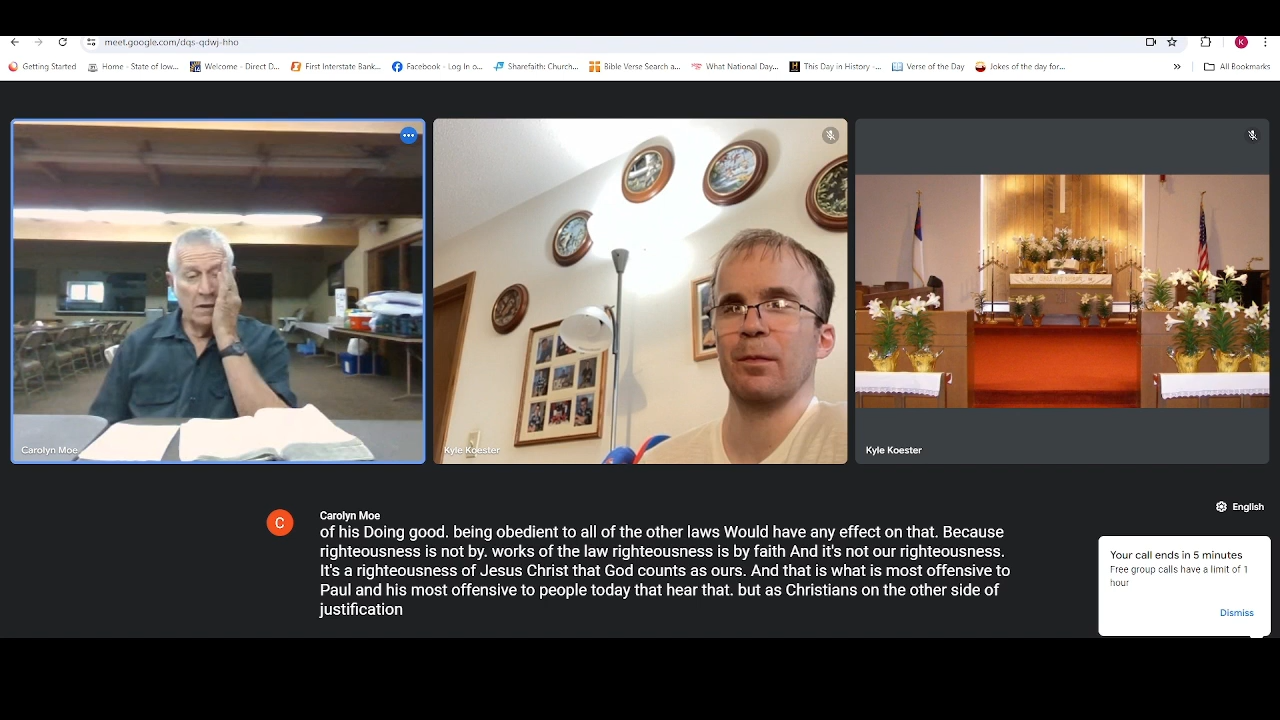 meet.google.com/dqs-qdwj-hho
K
Getting Started
Home - State of Iow...
Welcome - Direct D...
First Interstate Bank...
Facebook - Log In o...
Sharefaith: Church...
Bible Verse Search a...
What National Day...
This Day in History -...
Verse of the Day
Jokes of the day for...
»
All Bookmarks
Carolyn Moe
Kyle Koester
Kyle Koester
English
C
Carolyn Moe
of his Doing good. being obedient to all of the other laws Would have any effect on that. Because
righteousness is not by. works of the law righteousness is by faith And it's not our righteousness.
It's a righteousness of Jesus Christ that God counts as ours. And that is what is most offensive to
Paul and his most offensive to people today that hear that. but as Christians on the other side of
justification
Your call ends in 5 minutes
Free group calls have a limit of 1
hour
Dismiss